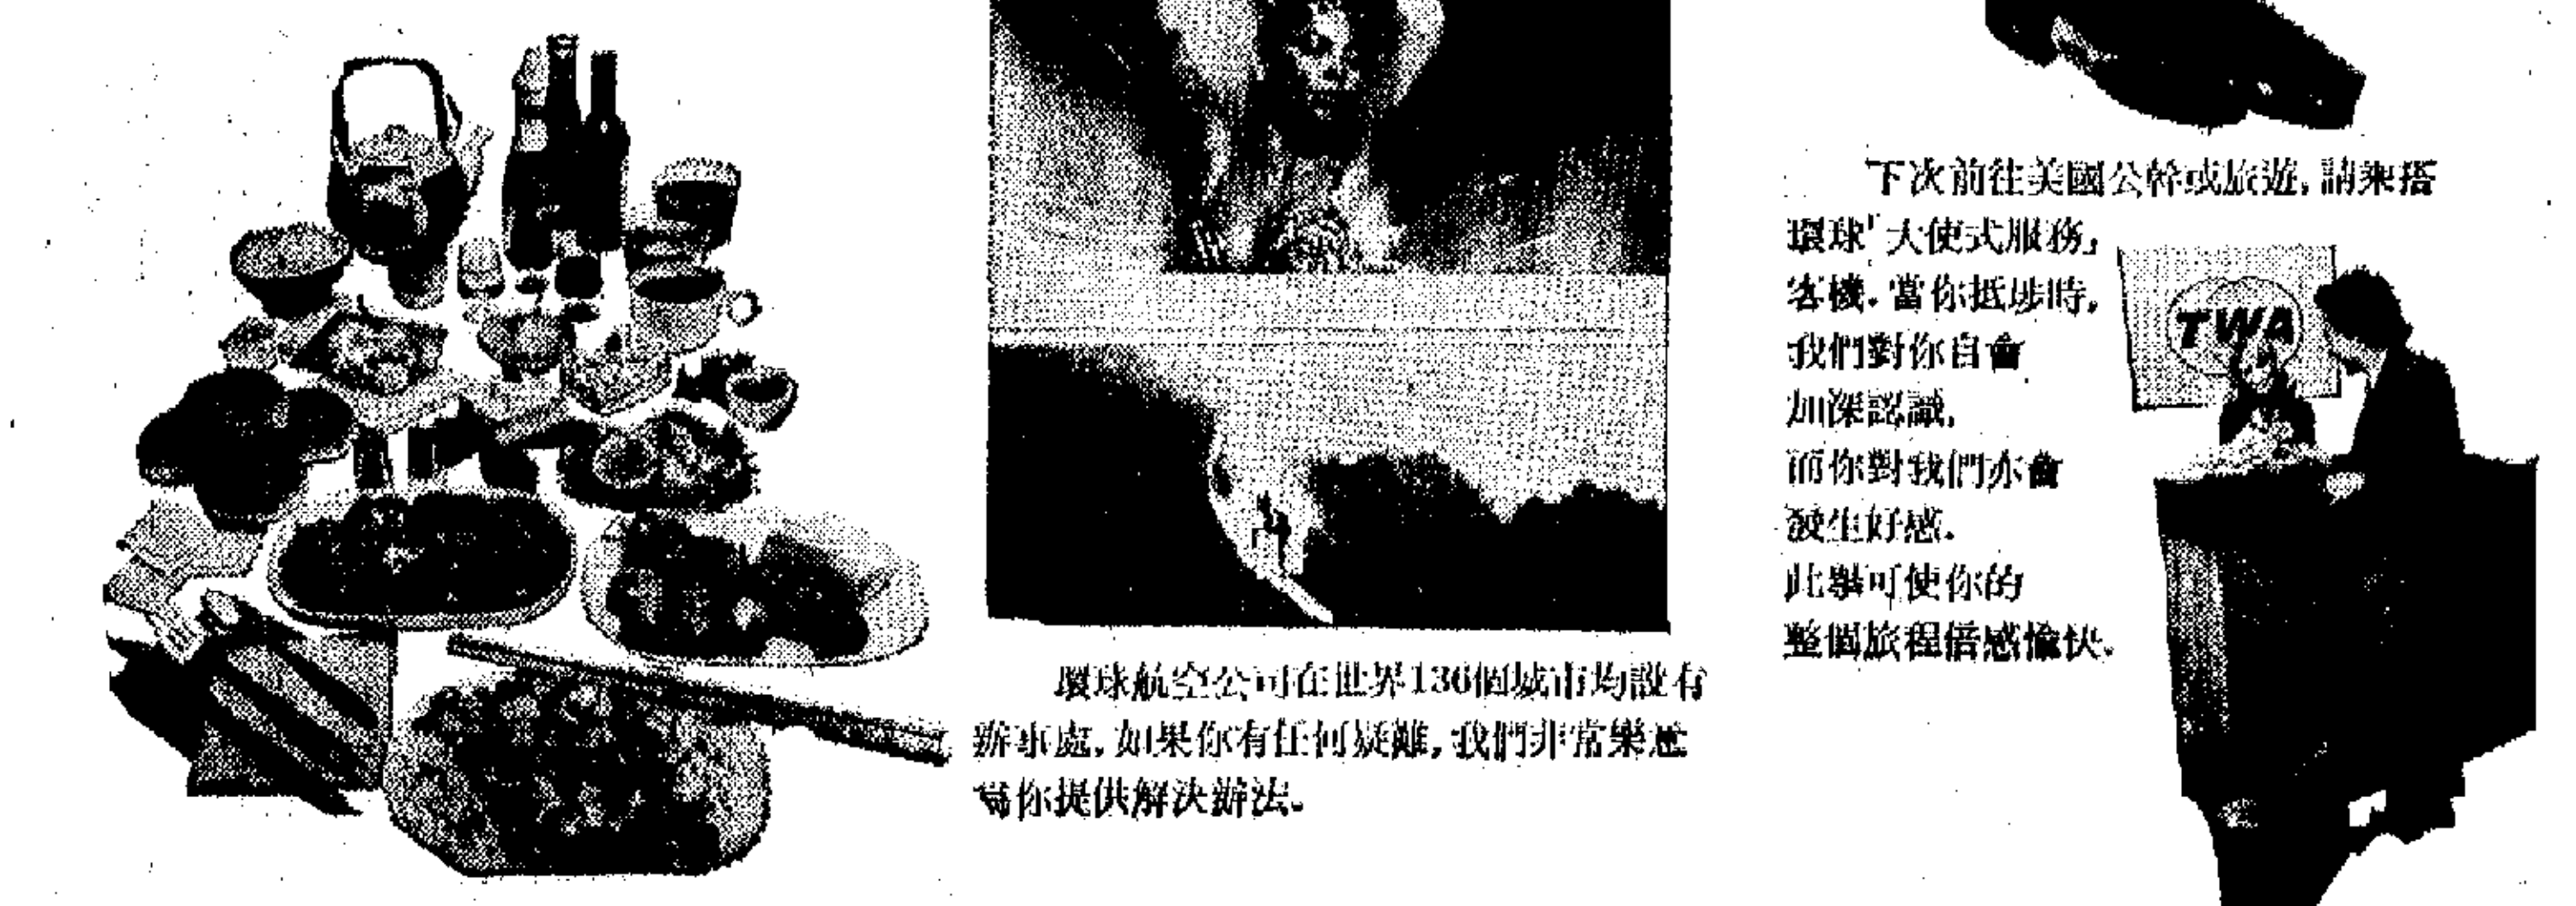 環球航空公司在世界136個城市均設有
辦事處,如果你有任何疑難,我們非常樂意
爲你提供解決辦法。
下次前往美國公幹或旅遊,請乘搭
環球「大使式服務」
客機。當你抵埗時,
我們對你自會
加深認識,
而你對我們亦會
發生好感。
此舉可使你的
整個旅程倍感愉快。
TWA